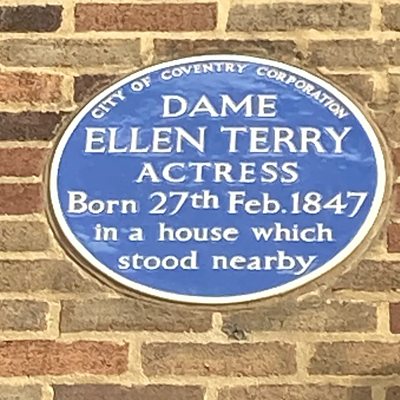 CITY OF COVENTRY CORPORATION
DAME
ELLEN TERRY
ACTRESS
Born 27th Feb. 1847
in a house which
stood nearby